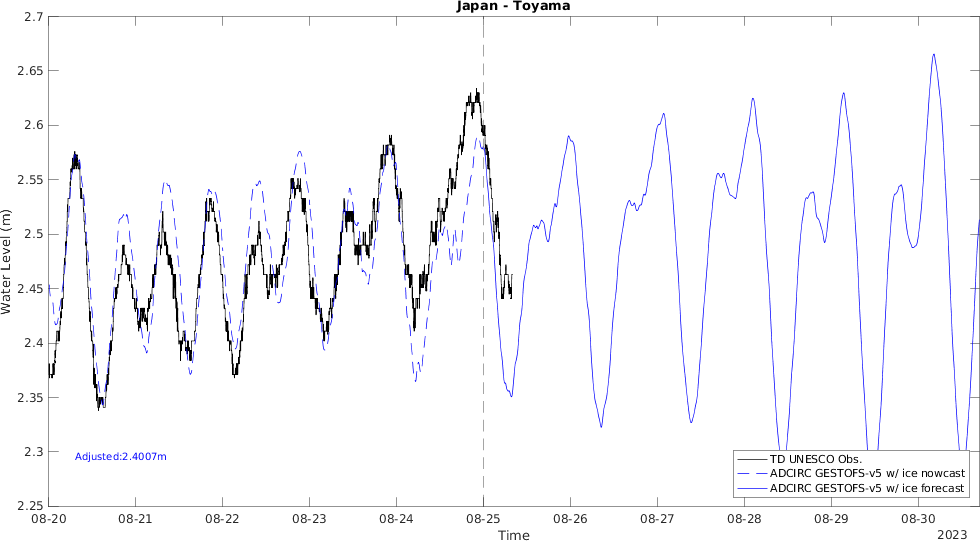 Japan - Toyama
2.7
2.65
2.6
2.55
2.5
2.45
2.4
2.35
2.3
2.25
Water Level (m)
Adjusted:2.4007m
TD UNESCO Obs.
ADCIRC GESTOFS-v5 w/ ice nowcast
ADCIRC GESTOFS-v5 w/ ice forecast
08-20 08-21 08-22 08-23 08-24 08-25 08-26 08-27 08-28 08-29 08-30
Time
2023